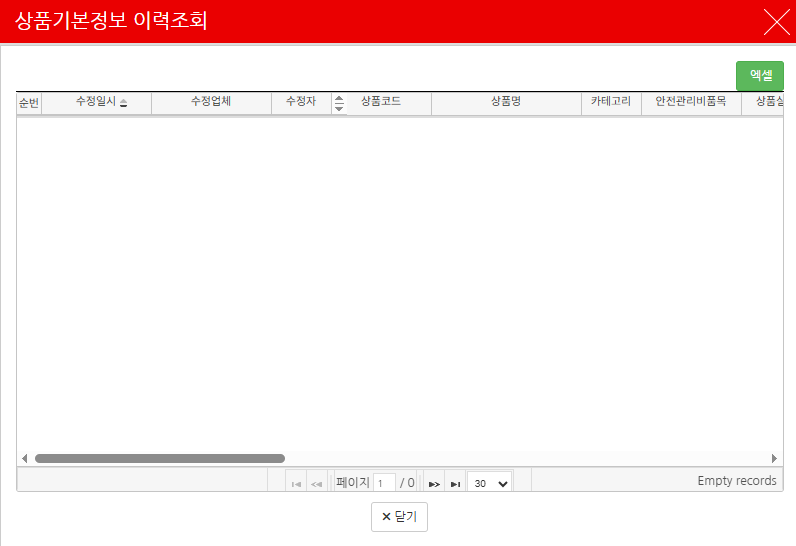 상품기본정보 이력조회
엑셀
순번 수정일시 수정업체 수정자 상품코드 상품명 카테고리 안전관리비품목
페이지 1 / 0 30 Empty records
닫기